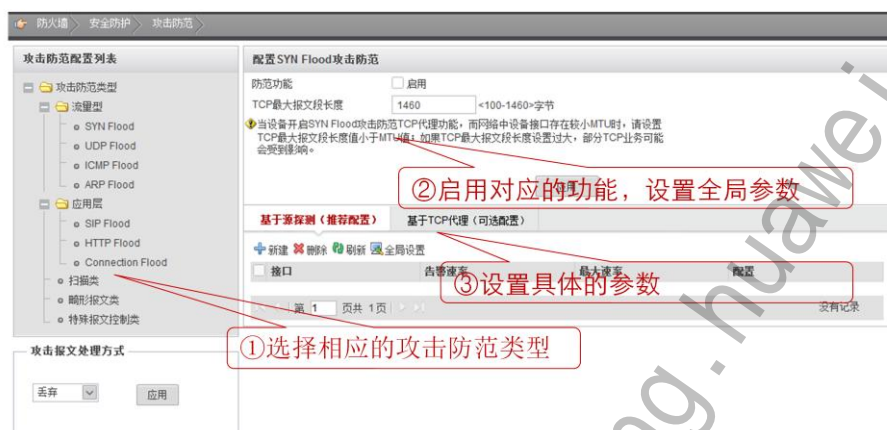 防火墙 安全防护 攻击防范
攻击防范配置列表
攻击防范类型
流量型
SYN Flood
UDP Flood
ICMP Flood
ARP Flood
应用层
SIP Flood
HTTP Flood
Connection Flood
扫描类
畸形报文类
特殊报文控制类
攻击报文处理方式
丢弃
应用
配置SYN Flood攻击防范
防范功能 启用
TCP最大报文段长度 1460 <100-1460>字节
当设备开启SYN Flood攻击防范TCP代理功能,而网络中设备接口存在较小MTU时,请设置
TCP最大报文段长度值小于MTU值;如果TCP最大报文段长度设置过大,部分TCP业务可能
会受到影响。
②启用对应的功能,设置全局参数
基于源探测(推荐配置) 基于TCP代理(可选配置)
新建 删除 刷新 全局设置
接口 告警速率 最大速率 配置
③设置具体的参数
第 1 页共 1页 没有记录
①选择相应的攻击防范类型
ng.huawei